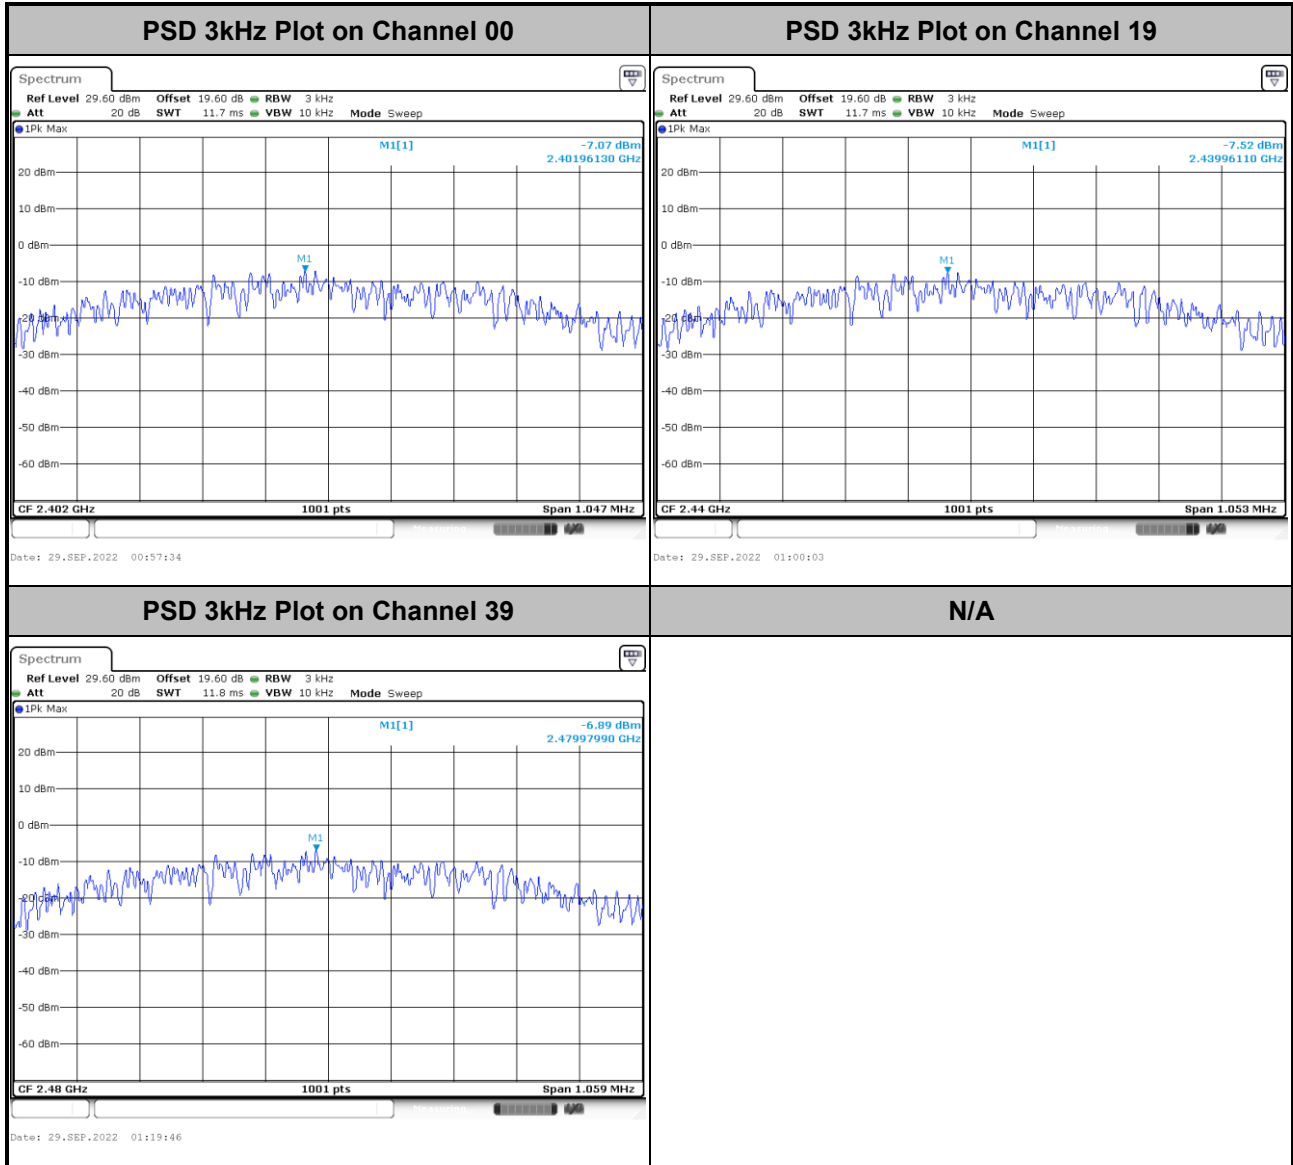 PSD 3kHz Plot on Channel 00
PSD 3kHz Plot on Channel 19
Spectrum
Ref Level 29.60 dBm Offset 19.60 dB RBW 3 kHz
Att 20 dB SWT 11.7 ms VBW 10 kHz Mode Sweep
1Pk Max
M1[1] -7.07 dBm
2.40196130 GHz
20 dBm
10 dBm
0 dBm
M1
-10 dBm
-20 dBm
-30 dBm
-40 dBm
-50 dBm
-60 dBm
CF 2.402 GHz 1001 pts Span 1.047 MHz
Measuring
Date: 29.SEP.2022 00:57:34
Spectrum
Ref Level 29.60 dBm Offset 19.60 dB RBW 3 kHz
Att 20 dB SWT 11.7 ms VBW 10 kHz Mode Sweep
1Pk Max
M1[1] -7.52 dBm
2.43996110 GHz
20 dBm
10 dBm
0 dBm
M1
-10 dBm
-20 dBm
-30 dBm
-40 dBm
-50 dBm
-60 dBm
CF 2.44 GHz 1001 pts Span 1.053 MHz
Measuring
Date: 29.SEP.2022 01:00:03
PSD 3kHz Plot on Channel 39
N/A
Spectrum
Ref Level 29.60 dBm Offset 19.60 dB RBW 3 kHz
Att 20 dB SWT 11.8 ms VBW 10 kHz Mode Sweep
1Pk Max
M1[1] -6.89 dBm
2.47997990 GHz
20 dBm
10 dBm
0 dBm
M1
-10 dBm
-20 dBm
-30 dBm
-40 dBm
-50 dBm
-60 dBm
CF 2.48 GHz 1001 pts Span 1.059 MHz
Measuring
Date: 29.SEP.2022 01:19:46